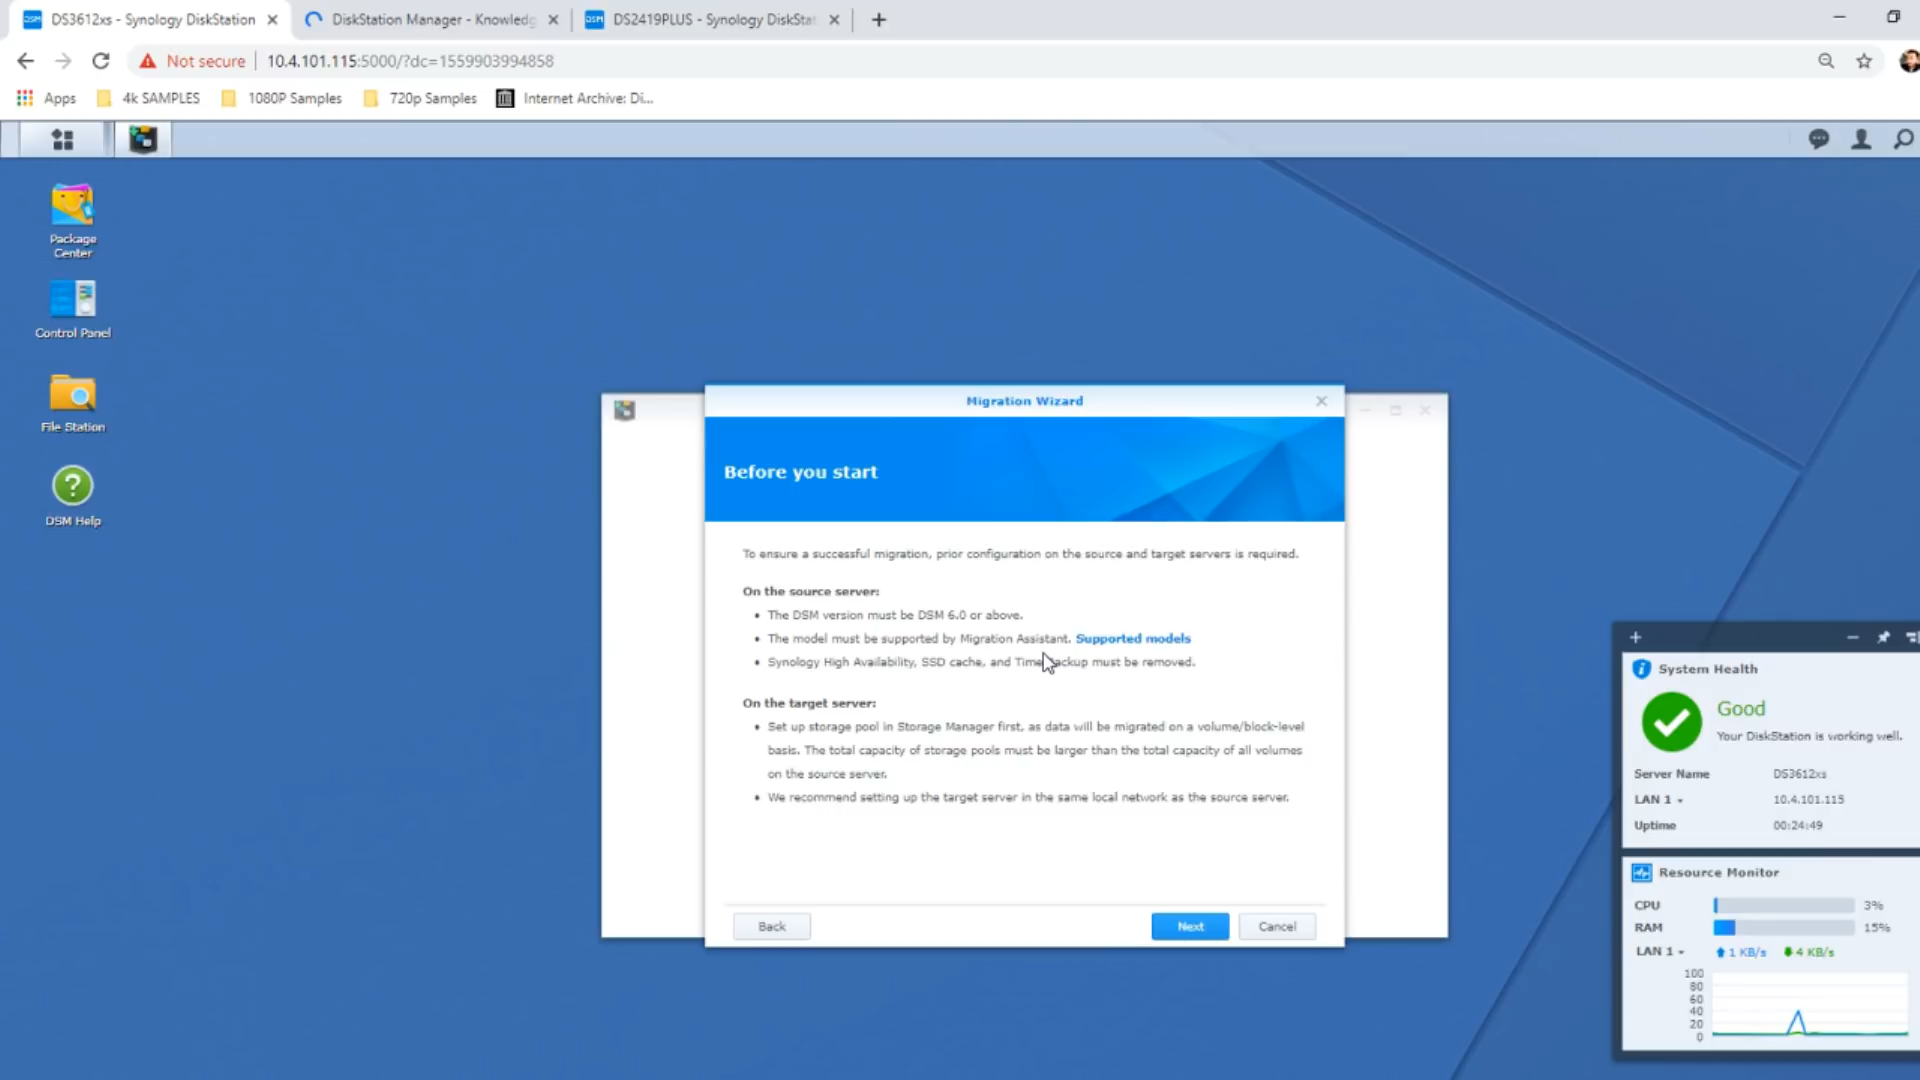 DS3612xs - Synology DiskStation
DiskStation Manager - Knowledg
DS2419PLUS - Synology DiskStat
Not secure
10.4.101.115:5000/?dc=1559903994858
Apps
4k SAMPLES
1080P Samples
720p Samples
Internet Archive: Di...
Package
Center
Control Panel
File Station
DSM Help
Migration Wizard
Before you start
To ensure a successful migration, prior configuration on the source and target servers is required.
On the source server:
• The DSM version must be DSM 6.0 or above.
• The model must be supported by Migration Assistant. Supported models
• Synology High Availability, SSD cache, and Time Backup must be removed.
On the target server:
• Set up storage pool in Storage Manager first, as data will be migrated on a volume/block-level
basis. The total capacity of storage pools must be larger than the total capacity of all volumes
on the source server.
• We recommend setting up the target server in the same local network as the source server.
Back
Next
Cancel
System Health
Good
Your DiskStation is working well.
Server Name DS3612xs
LAN 1 10.4.101.115
Uptime 00:24:49
Resource Monitor
CPU 3%
RAM 15%
LAN 1 1 KB/s 4 KB/s
100
80
60
40
20
0